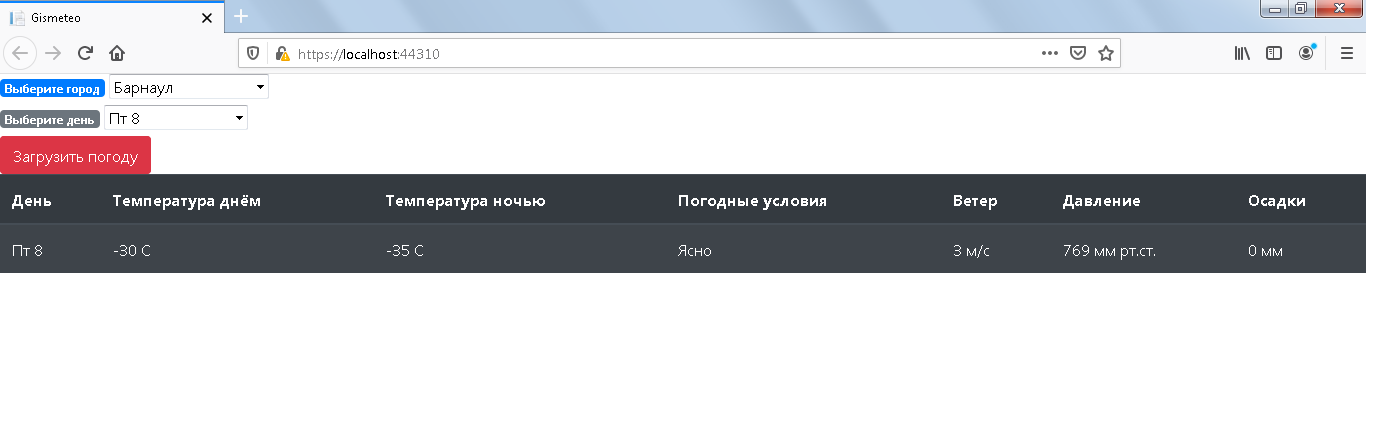 Gismeteo
https://localhost:44310
Выберите город Барнаул
Выберите день Пт 8
Загрузить погоду
День Температура днём Температура ночью Погодные условия Ветер Давление Осадки
Пт 8 -30 C -35 C Ясно 3 м/с 769 мм рт.ст. 0 мм